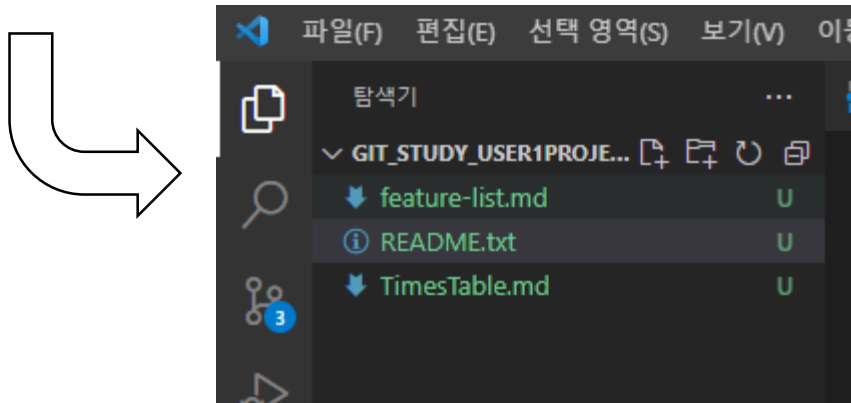 파일(F) 편집(E) 선택 영역(S) 보기(V)
탐색기 ...
GIT_STUDY_USER1PROJE...
feature-list.md U
README.txt U
TimesTable.md U
3